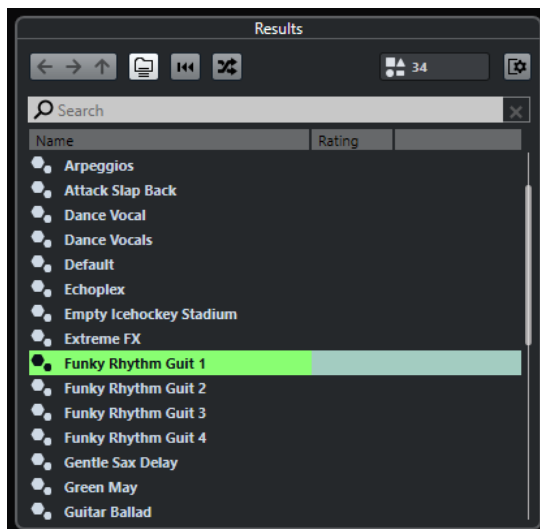 Results
34
Search
Name Rating
Arpeggios
Attack Slap Back
Dance Vocal
Dance Vocals
Default
Echoplex
Empty Icehockey Stadium
Extreme FX
Funky Rhythm Guit 1
Funky Rhythm Guit 2
Funky Rhythm Guit 3
Funky Rhythm Guit 4
Gentle Sax Delay
Green May
Guitar Ballad